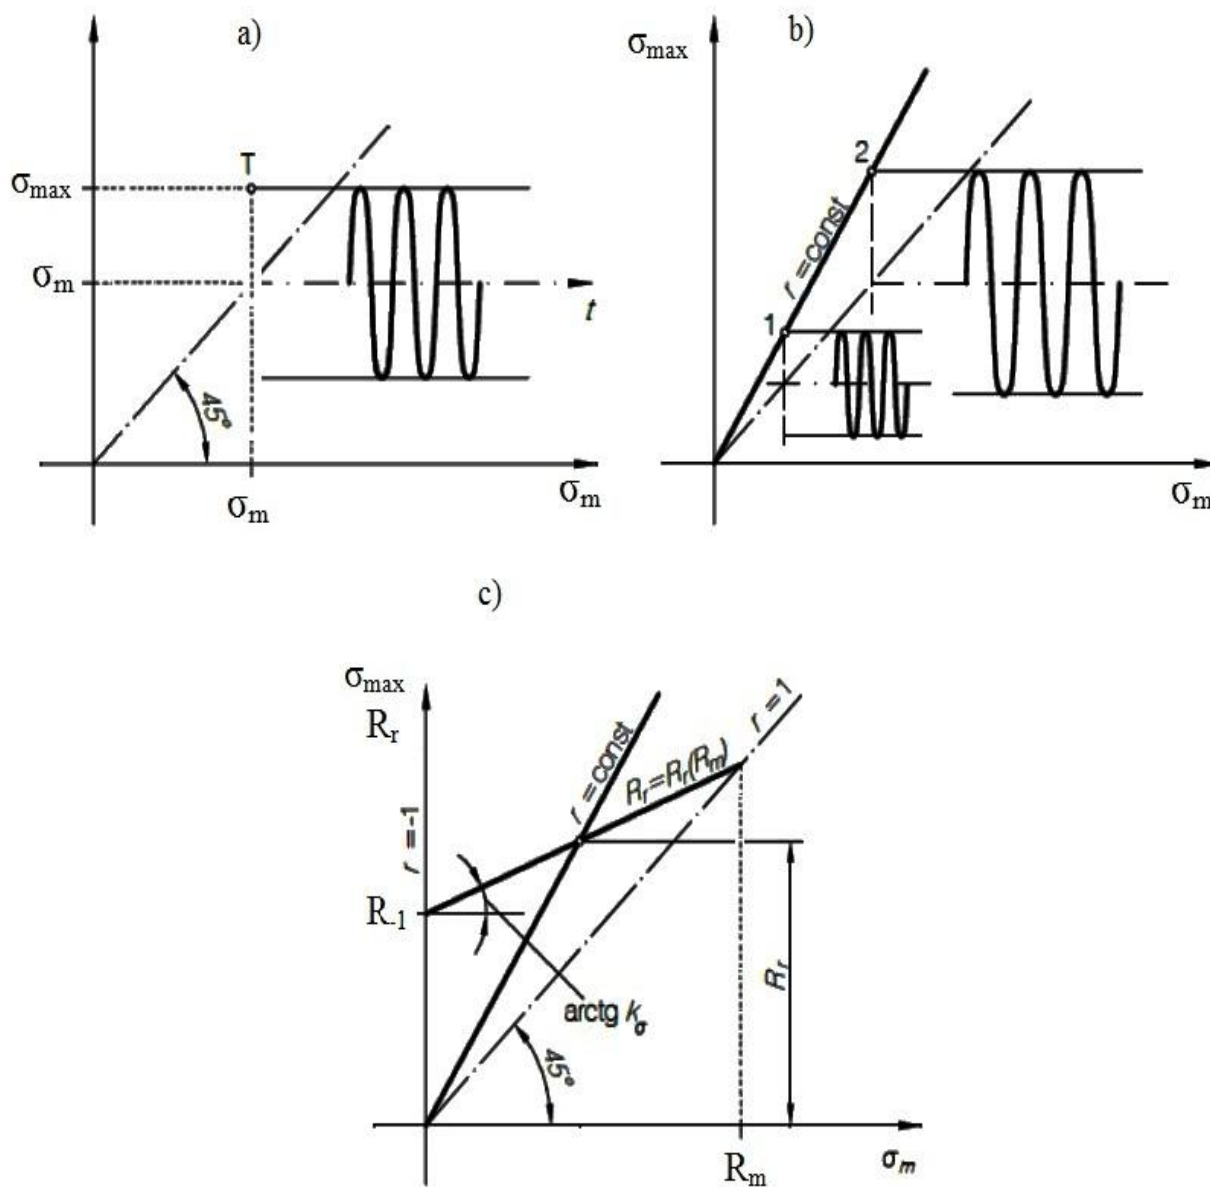 a)
T
σmax
σm
t
45°
σm
σm
b)
σmax
2
r = const
1
σm
c)
σmax
Rr
r = 1
r = const
Rr=Rr(Rm)
r = -1
R-1
Rr
arctg kσ
45°
Rm
σm